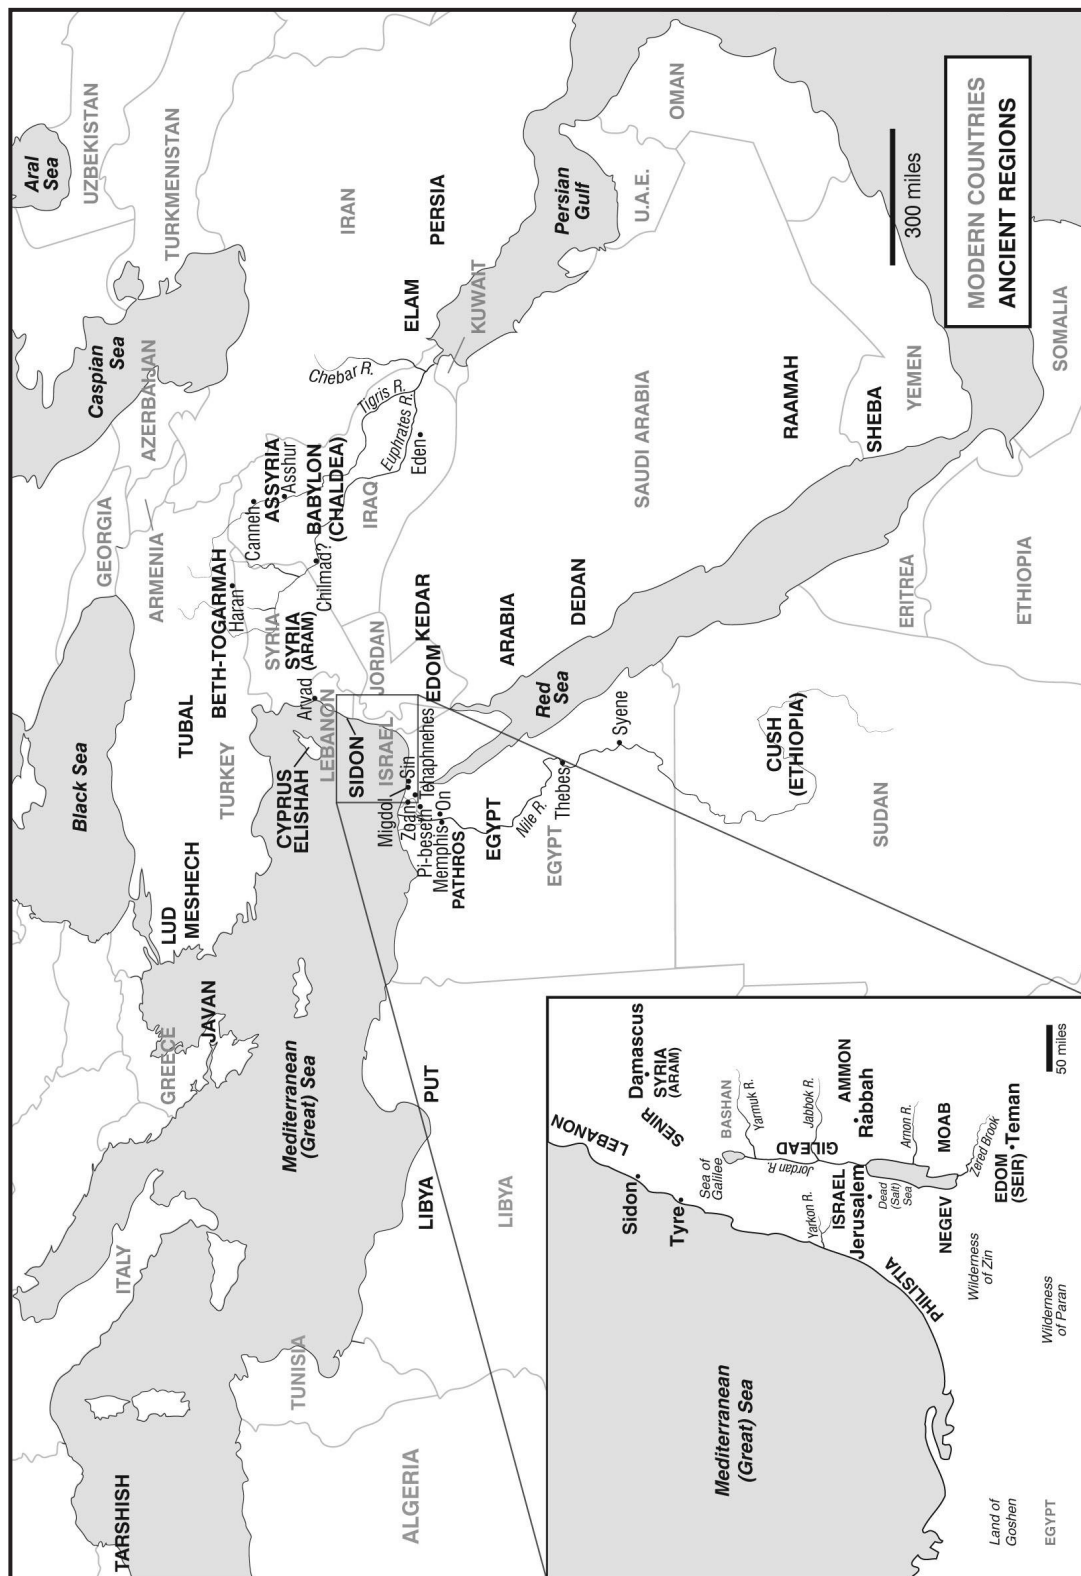 TARSHISH
ITALY
GREECE
JAVAN
LUD
MESHECH
Black Sea
GEORGIA
ARMENIA
AZERBAIJAN
Caspian
Sea
Aral
Sea
UZBEKISTAN
TURKMENISTAN
TUBAL
TURKEY
BETH-TOGARMAH
Haran
Canneh
ASSYRIA
Asshur
SYRIA
SYRIA
(ARAM)
Chilmad?
BABYLON
(CHALDEA)
IRAQ
Chebar R.
Tigris R.
Euphrates R.
Eden
IRAN
ELAM
PERSIA
KUWAIT
Persian
Gulf
OMAN
U.A.E.
CYPRUS
ELISHAH
Arvad
LEBANON
SIDON
ISRAEL
JORDAN
EDOM
KEDAR
ARABIA
DEDAN
SAUDI ARABIA
RAAMAH
SHEBA
YEMEN
Mediterranean
(Great) Sea
Migdol
Sin
Zoan
Tehaphnehes
Pi-beseth
On
Memphis
PATHROS
EGYPT
EGYPT
Nile R.
Thebes
Syene
Red
Sea
CUSH
(ETHIOPIA)
SUDAN
ERITREA
ETHIOPIA
SOMALIA
TUNISIA
ALGERIA
LIBYA
LIBYA
PUT
300 miles
MODERN COUNTRIES
ANCIENT REGIONS
LEBANON
Damascus
SYRIA
(ARAM)
SENIR
Sidon
Tyre
BASHAN
Sea of
Galilee
Yarmuk R.
Jordan R.
GILEAD
Jabbok R.
AMMON
Rabbah
Yarkon R.
ISRAEL
Jerusalem
Dead
(Salt)
Sea
Arnon R.
MOAB
NEGEV
PHILISTIA
Zered Brook
EDOM
(SEIR)
Teman
Wilderness
of Zin
Wilderness
of Paran
Mediterranean
(Great) Sea
Land of
Goshen
EGYPT
50 miles